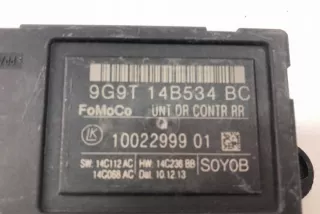 9G9T 14B534 BC
FoMoCo UNT DR CONTR RR
LK 10022999 01
SW: 14C112 AC HW: 14C236 BB S0Y0B
14C068 AC Dat. 10.12.13